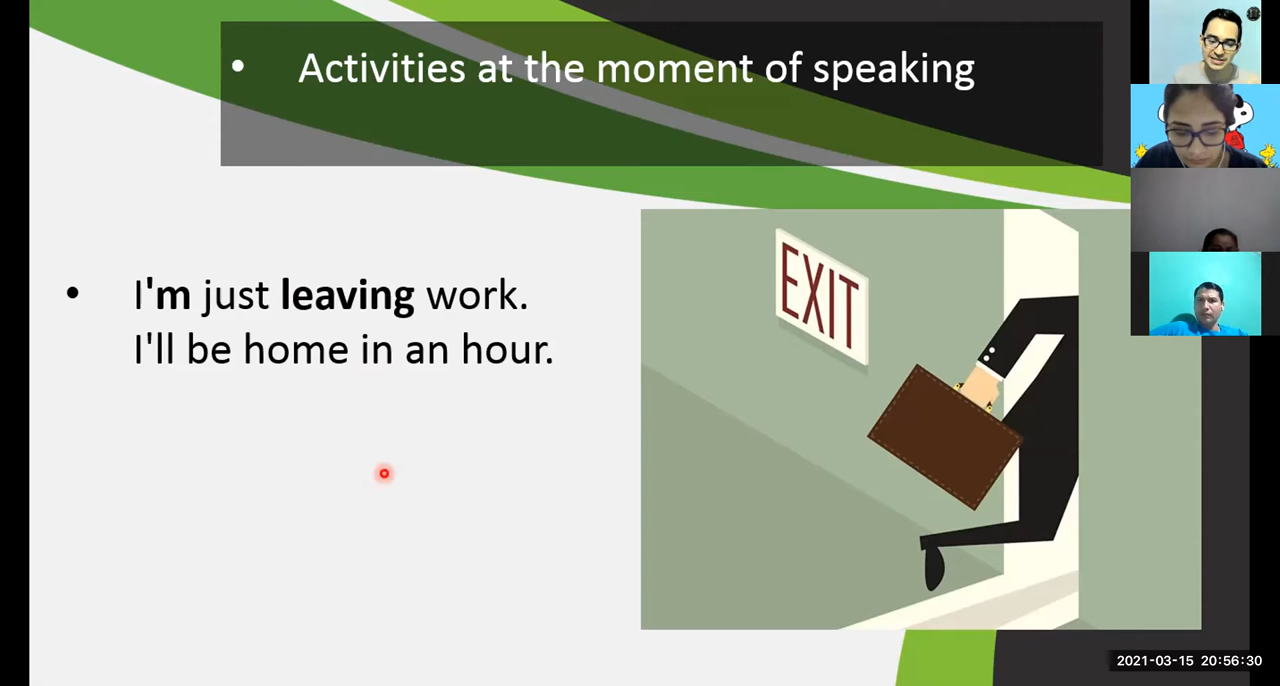 • Activities at the moment of speaking
• I'm just leaving work.
I'll be home in an hour.
EXIT
2021-03-15 20:56:30